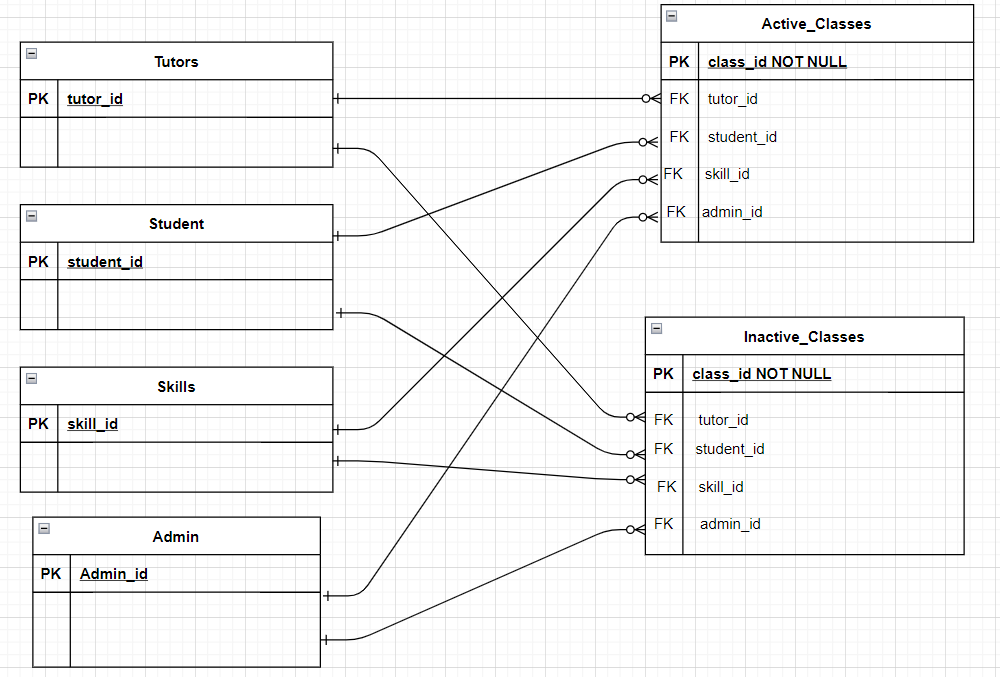 Tutors
PK tutor_id
Student
PK student_id
Skills
PK skill_id
Admin
PK Admin_id
Active_Classes
PK class_id NOT NULL
FK tutor_id
FK student_id
FK skill_id
FK admin_id
Inactive_Classes
PK class_id NOT NULL
FK tutor_id
FK student_id
FK skill_id
FK admin_id